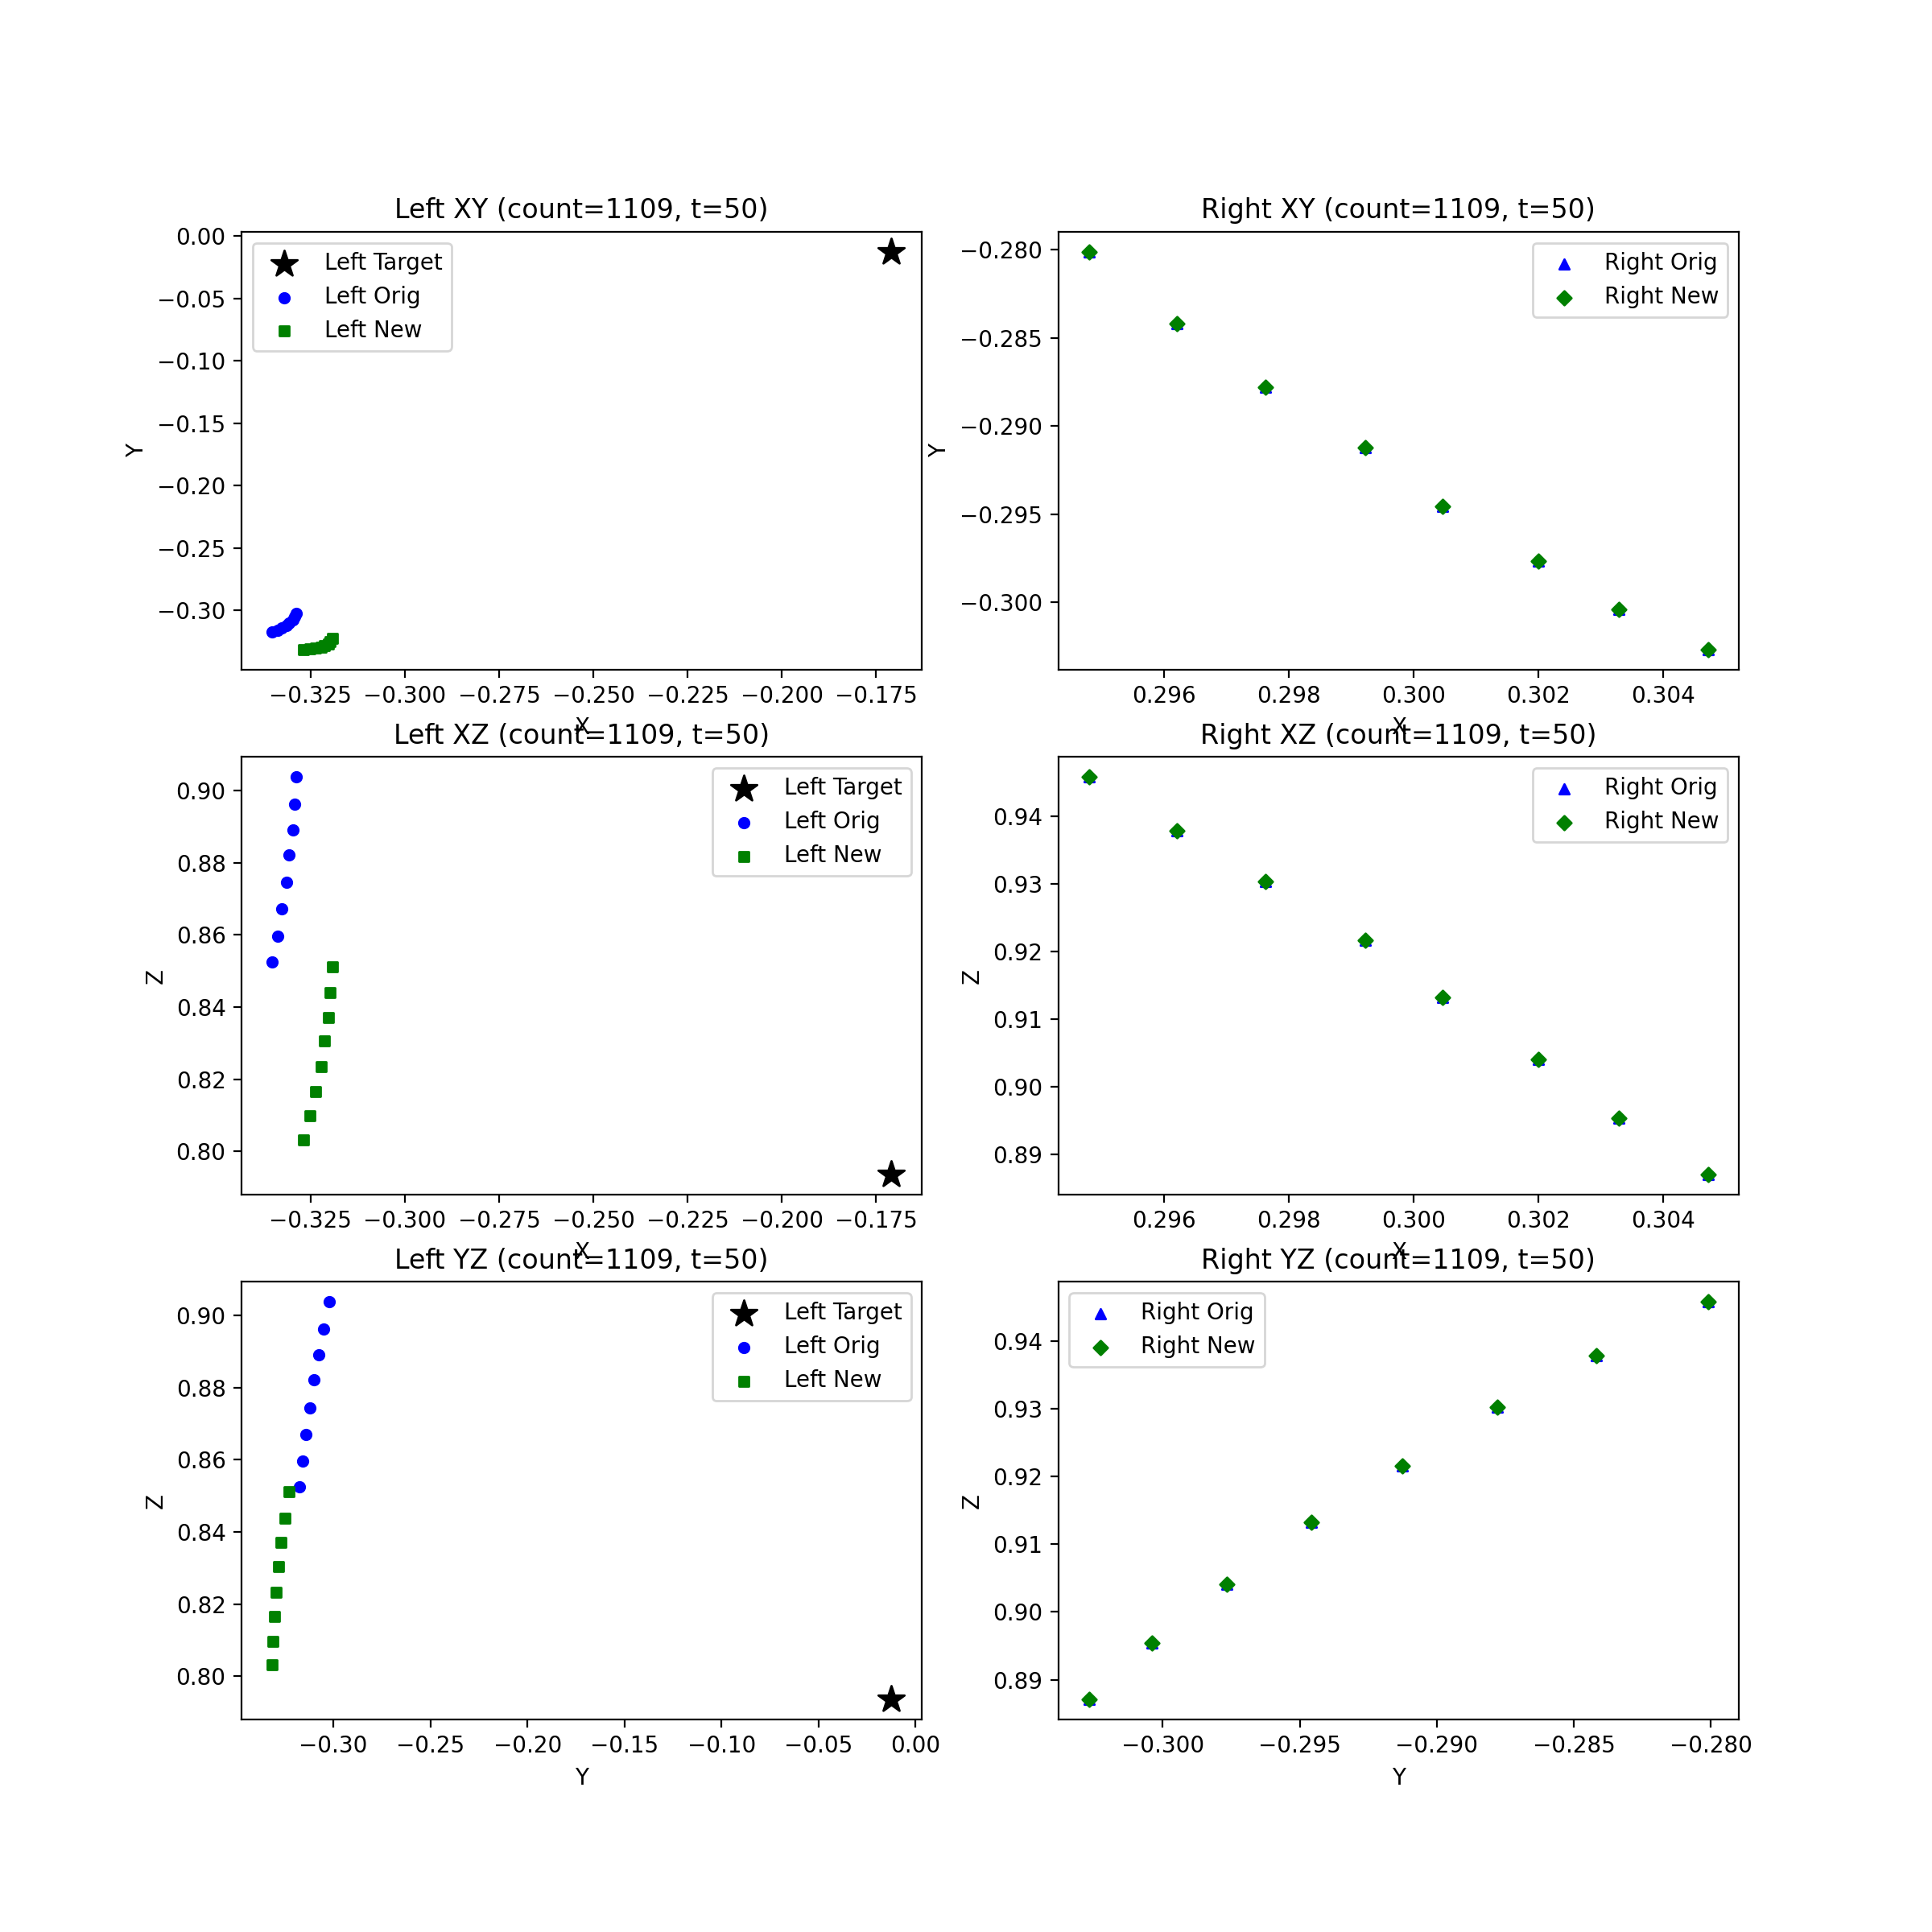 Left XY (count=1109, t=50)
0.00
−0.05
−0.10
−0.15
−0.20
−0.25
−0.30
Y
Left Target
Left Orig
Left New
−0.325 −0.300 −0.275 −0.250 −0.225 −0.200 −0.175
X
Right XY (count=1109, t=50)
−0.280
−0.285
−0.290
−0.295
−0.300
Y
Right Orig
Right New
0.296 0.298 0.300 0.302 0.304
X
Left XZ (count=1109, t=50)
0.90
0.88
0.86
0.84
0.82
0.80
Z
Left Target
Left Orig
Left New
−0.325 −0.300 −0.275 −0.250 −0.225 −0.200 −0.175
X
Right XZ (count=1109, t=50)
0.94
0.93
0.92
0.91
0.90
0.89
Z
Right Orig
Right New
0.296 0.298 0.300 0.302 0.304
X
Left YZ (count=1109, t=50)
0.90
0.88
0.86
0.84
0.82
0.80
Z
Left Target
Left Orig
Left New
−0.30 −0.25 −0.20 −0.15 −0.10 −0.05 0.00
Y
Right YZ (count=1109, t=50)
0.94
0.93
0.92
0.91
0.90
0.89
Z
Right Orig
Right New
−0.300 −0.295 −0.290 −0.285 −0.280
Y